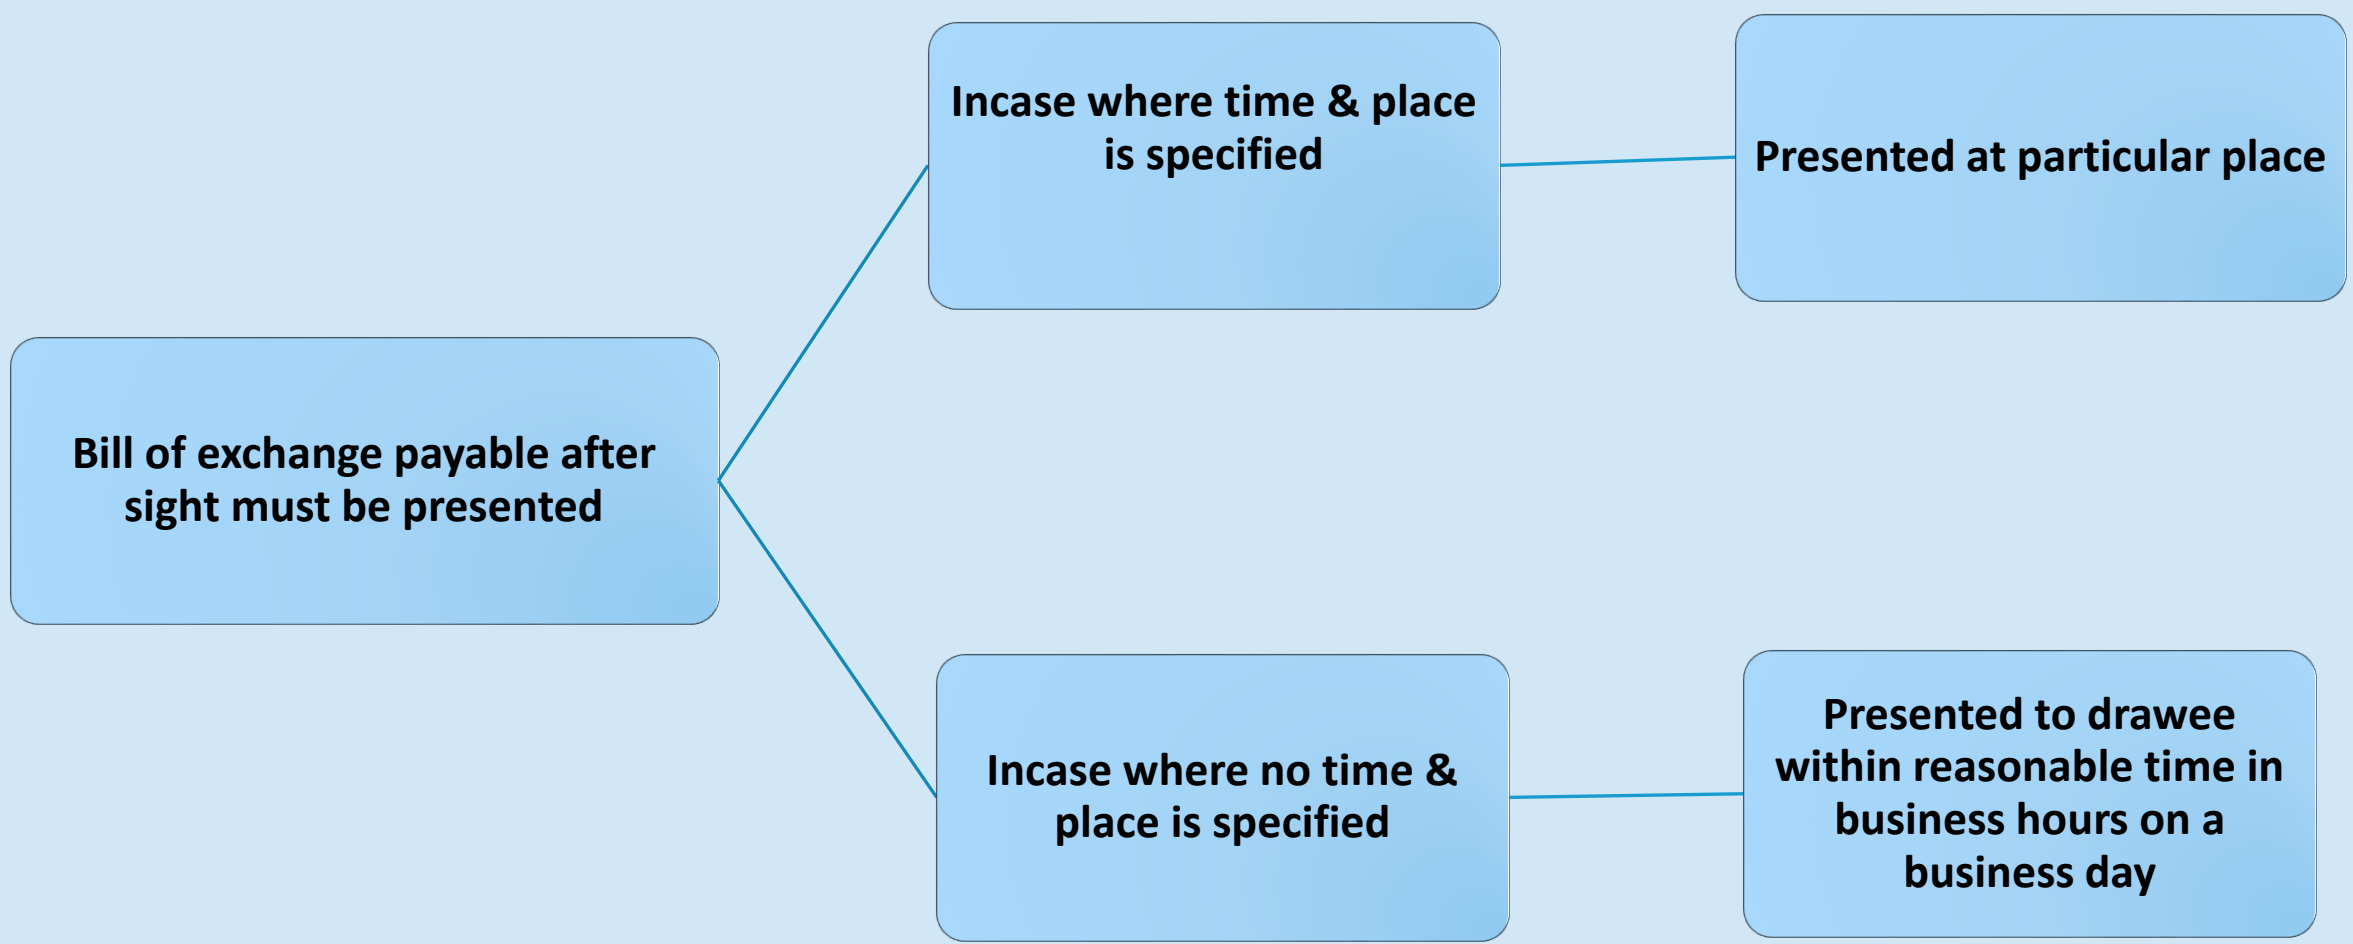 Incase where time & place
is specified
Presented at particular place
Bill of exchange payable after
sight must be presented
Incase where no time &
place is specified
Presented to drawee
within reasonable time in
business hours on a
business day